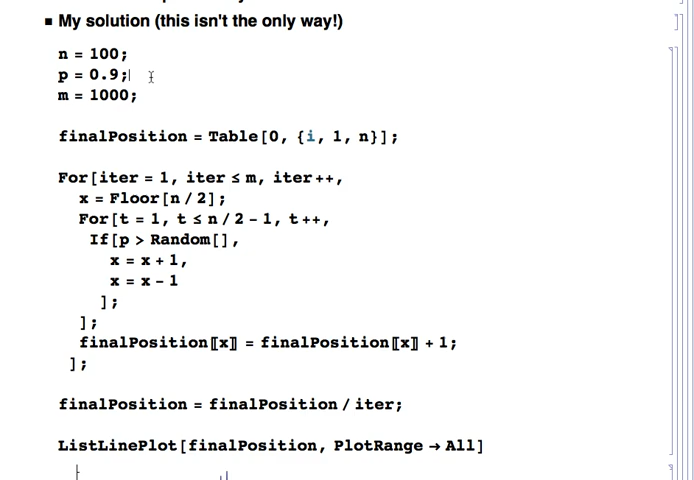 My solution (this isn't the only way!)
n = 100;
p = 0.9;
m = 1000;
finalPosition = Table[0, {i, 1, n}];
For[iter = 1, iter ≤ m, iter++,
x = Floor[n / 2];
For[t = 1, t ≤ n / 2 - 1, t++,
If[p > Random[],
x = x + 1,
x = x - 1
];
];
finalPosition〚x〛 = finalPosition〚x〛 + 1;
];
finalPosition = finalPosition / iter;
ListLinePlot[finalPosition, PlotRange → All]